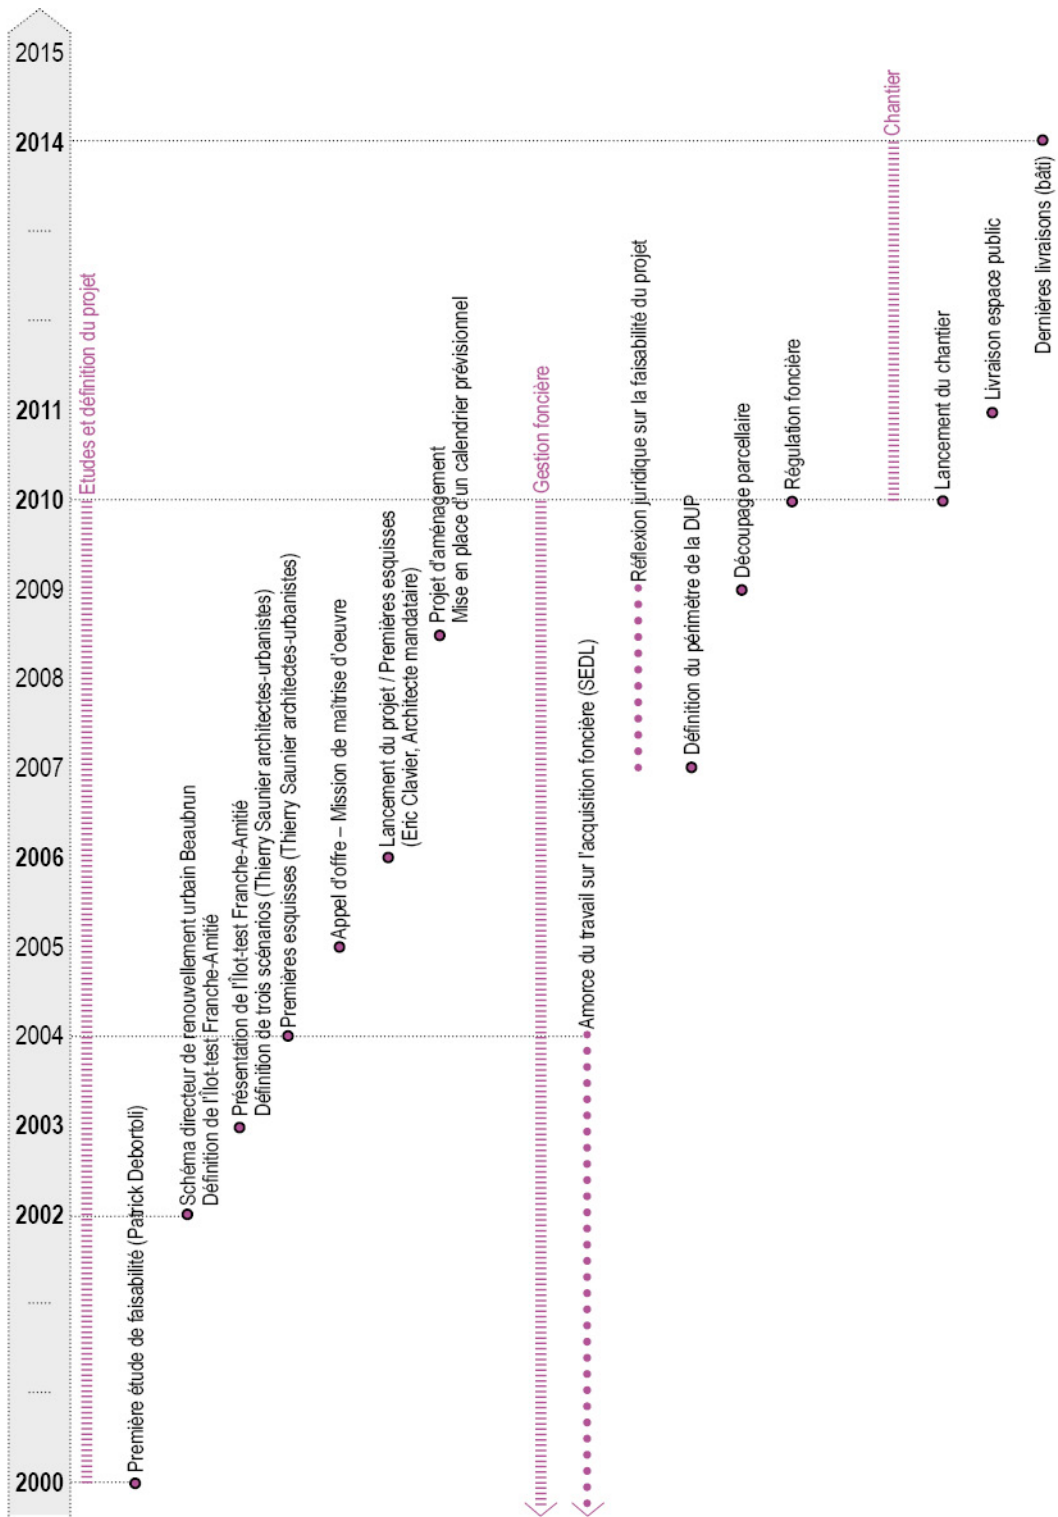 2015
2014
2011
2010
2009
2008
2007
2006
2005
2004
2003
2002
2000
Etudes et définition du projet
Première étude de faisabilité (Patrick Debortoli)
Schéma directeur de renouvellement urbain Beaubrun
Définition de l'Îlot-test Franche-Amitié
Présentation de l'Îlot-test Franche-Amitié
Définition de trois scénarios (Thierry Saunier architectes-urbanistes)
Premières esquisses (Thierry Saunier architectes-urbanistes)
Appel d'offre – Mission de maîtrise d'oeuvre
Lancement du projet / Premières esquisses
(Eric Clavier, Architecte mandataire)
Projet d'aménagement
Mise en place d'un calendrier prévisionnel
Gestion foncière
Amorce du travail sur l'acquisition foncière (SEDL)
Réflexion juridique sur la faisabilité du projet
Définition du périmètre de la DUP
Découpage parcellaire
Régulation foncière
Chantier
Lancement du chantier
Livraison espace public
Dernières livraisons (bâti)